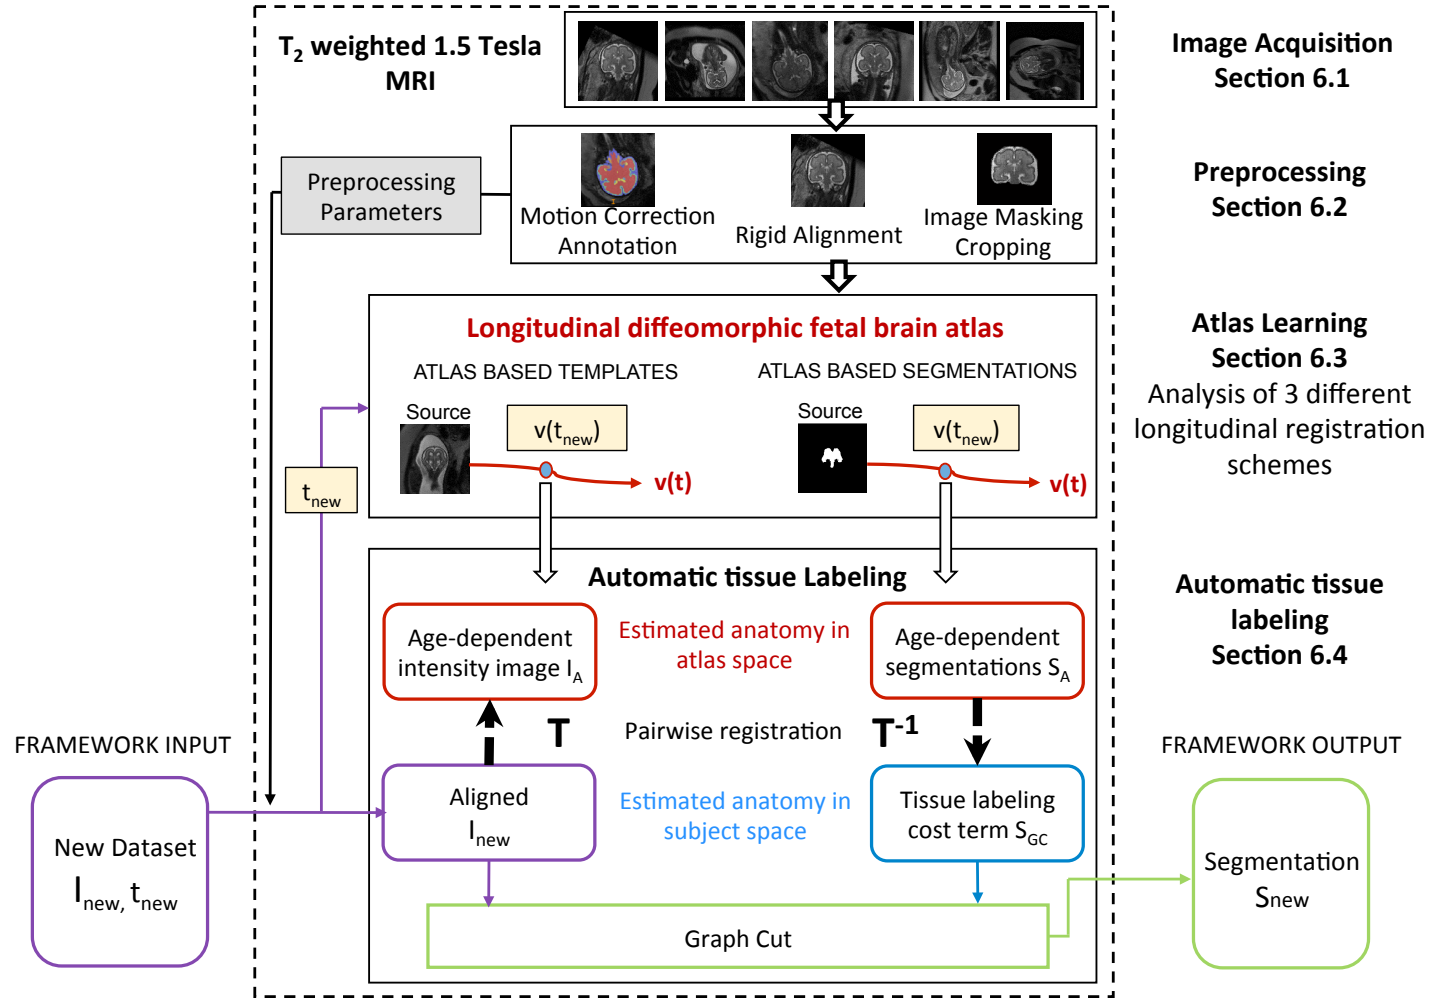 T2 weighted 1.5 Tesla
MRI
Image Acquisition
Section 6.1
Preprocessing
Parameters
Motion Correction
Annotation
Rigid Alignment
Image Masking
Cropping
Preprocessing
Section 6.2
Longitudinal diffeomorphic fetal brain atlas
ATLAS BASED TEMPLATES
Source
v(tnew)
v(t)
ATLAS BASED SEGMENTATIONS
Source
v(tnew)
v(t)
Atlas Learning
Section 6.3
Analysis of 3 different
longitudinal registration
schemes
tnew
Automatic tissue Labeling
Age-dependent
intensity image IA
Estimated anatomy in
atlas space
Age-dependent
segmentations SA
Automatic tissue
labeling
Section 6.4
T
Pairwise registration
T-1
FRAMEWORK INPUT
New Dataset
Inew, tnew
Aligned
Inew
Estimated anatomy in
subject space
Tissue labeling
cost term SGC
Graph Cut
FRAMEWORK OUTPUT
Segmentation
Snew